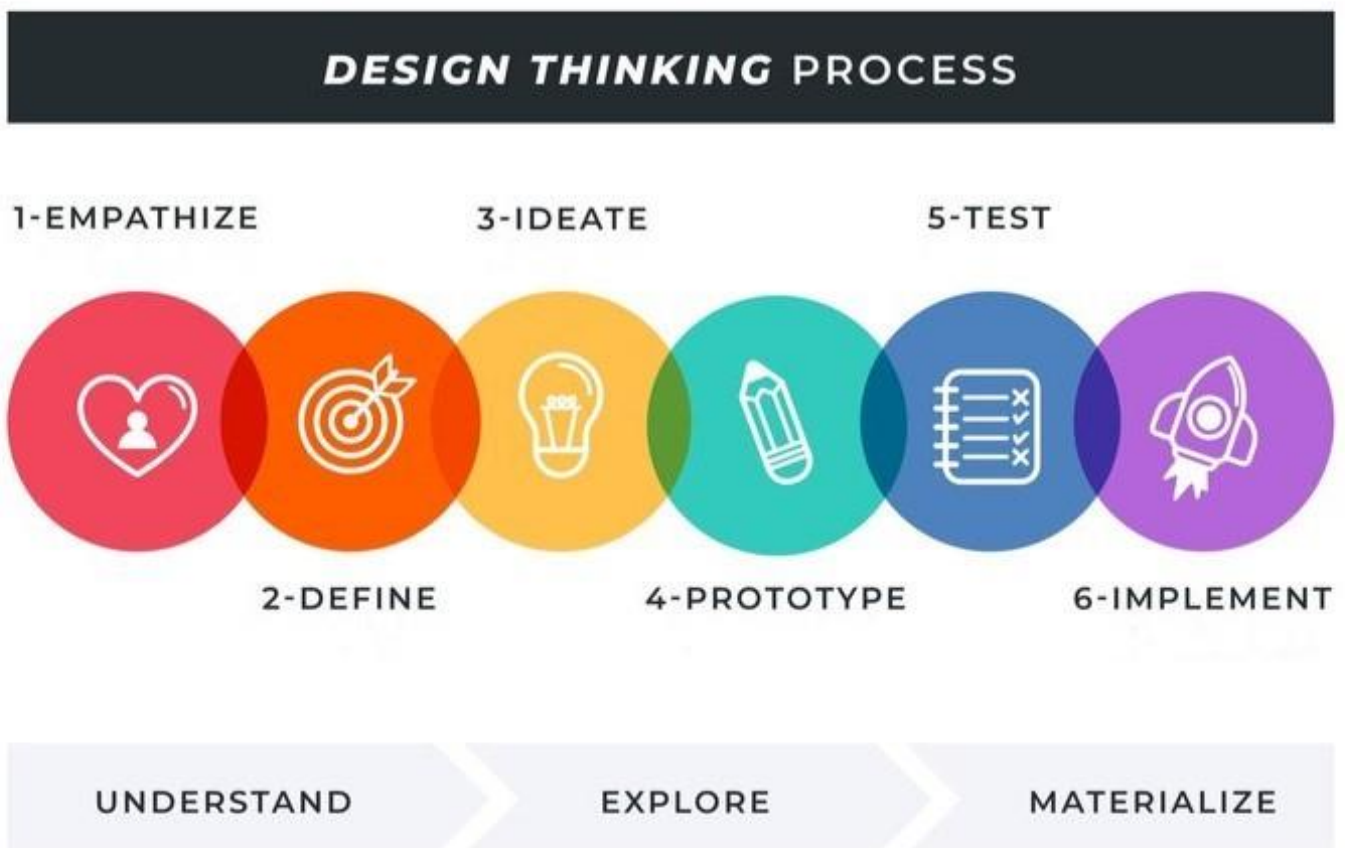 DESIGN THINKING PROCESS
1-EMPATHIZE
3-IDEATE
5-TEST
2-DEFINE
4-PROTOTYPE
6-IMPLEMENT
UNDERSTAND
EXPLORE
MATERIALIZE